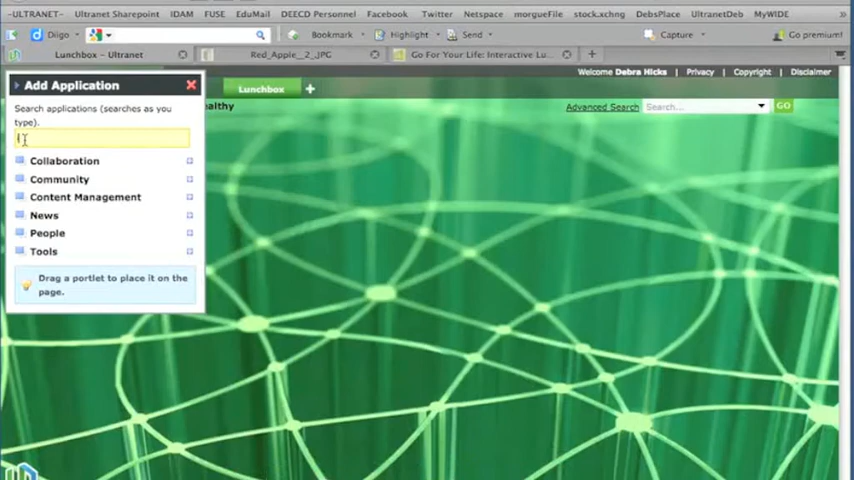 -ULTRANET- Ultranet Sharepoint IDAM FUSE EduMail DEECD Personnel Facebook Twitter Netspace morgueFile stock.xchng DebsPlace UltranetDeb MyWIDE
Diigo Bookmark Highlight Send Capture Go premium!
Lunchbox - Ultranet Red_Apple__2_.JPG Go For Your Life: Interactive Lu...
Welcome Debra Hicks | Privacy | Copyright | Disclaimer
Add Application
Lunchbox
Search applications (searches as you
type).
althy
Advanced Search Search... GO
Collaboration
Community
Content Management
News
People
Tools
Drag a portlet to place it on the
page.